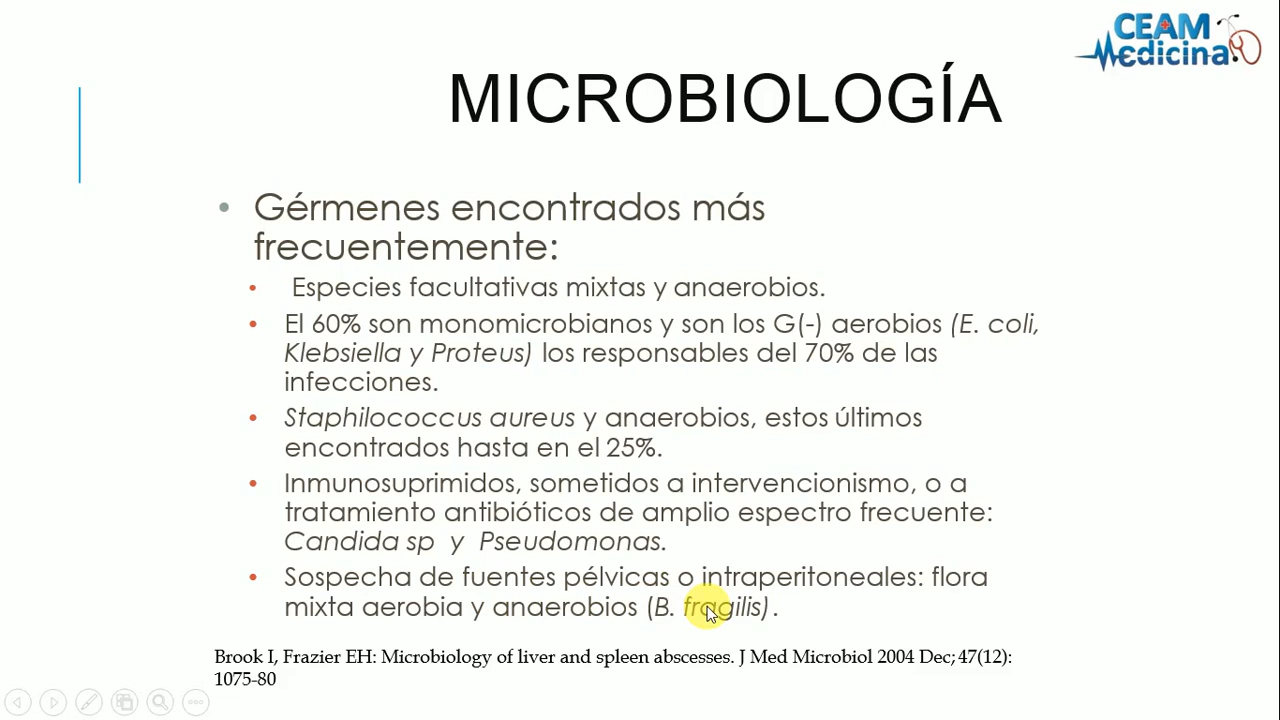 CEAM
Medicina
MICROBIOLOGÍA
• Gérmenes encontrados más
frecuentemente:
• Especies facultativas mixtas y anaerobios.
• El 60% son monomicrobianos y son los G(-) aerobios (E. coli,
Klebsiella y Proteus) los responsables del 70% de las
infecciones.
• Staphilococcus aureus y anaerobios, estos últimos
encontrados hasta en el 25%.
• Inmunosuprimidos, sometidos a intervencionismo, o a
tratamiento antibióticos de amplio espectro frecuente:
Candida sp y Pseudomonas.
• Sospecha de fuentes pélvicas o intraperitoneales: flora
mixta aerobia y anaerobios (B. fragilis).
Brook I, Frazier EH: Microbiology of liver and spleen abscesses. J Med Microbiol 2004 Dec; 47(12):
1075-80